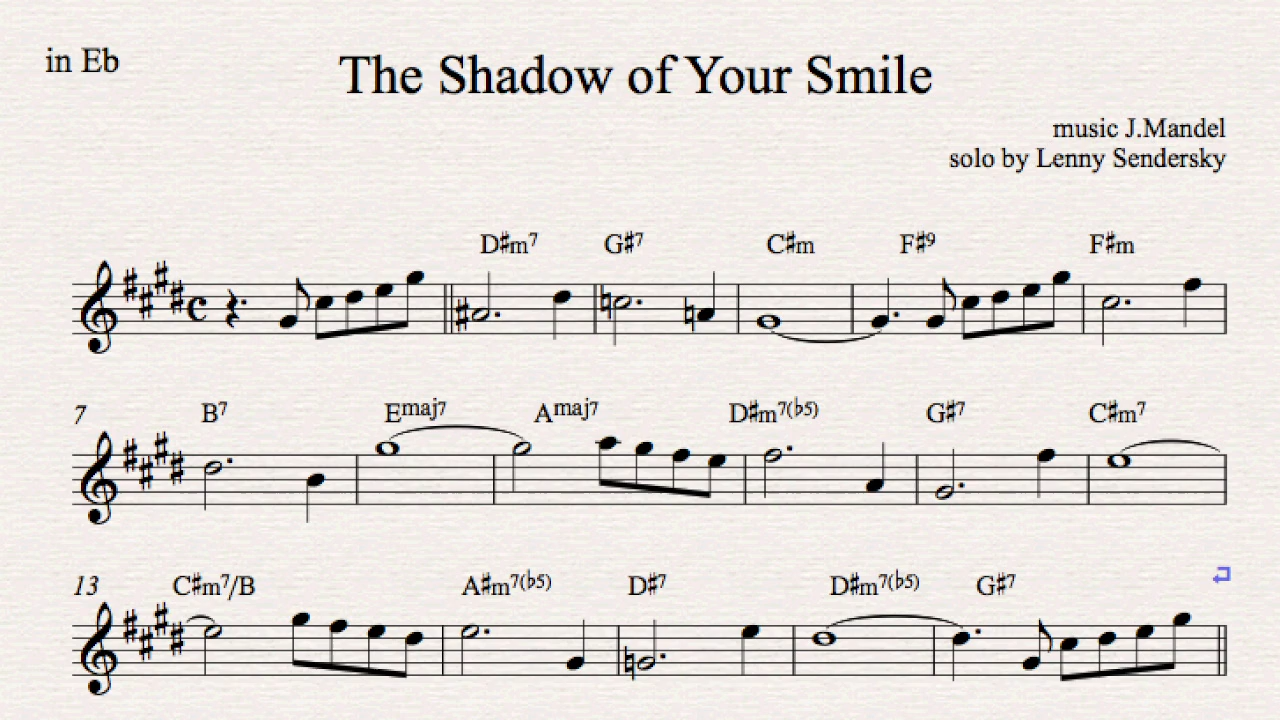 in Eb
The Shadow of Your Smile
music J.Mandel
solo by Lenny Sendersky
D♯m7 G♯7 C♯m F♯9 F♯m
7 B7 Emaj7 Amaj7 D♯m7(♭5) G♯7 C♯m7
13 C♯m7/B A♯m7(♭5) D♯7 D♯m7(♭5) G♯7